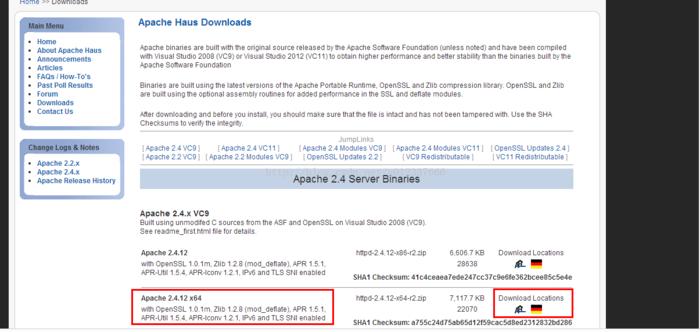 Home >> Downloads
Main Menu
Home
About Apache Haus
Announcements
Articles
FAQs / How-To's
Past Poll Results
Forum
Downloads
Contact Us
Change Logs & Notes
Apache 2.2.x
Apache 2.4.x
Apache Release History
Apache Haus Downloads
Apache binaries are built with the original source released by the Apache Software Foundation (unless noted) and have been compiled
with Visual Studio 2008 (VC9) or Visual Studio 2012 (VC11) to obtain higher performance and better stability than the binaries built by the
Apache Software Foundation
Binaries are built using the latest versions of the Apache Portable Runtime, OpenSSL and Zlib compression library. OpenSSL and Zlib
are built using the optional assembly routines for added performance in the SSL and deflate modules.
After downloading and before you install, you should make sure that the file is intact and has not been tampered with. Use the SHA
Checksums to verify the integrity.
JumpLinks
[ Apache 2.4 VC9 ] [ Apache 2.4 VC11 ] [ Apache 2.4 Modules VC9 ] [ Apache 2.4 Modules VC11 ] [ OpenSSL Updates 2.4 ]
[ Apache 2.2 VC9 ] [ Apache 2.2 Modules VC9 ] [ OpenSSL Updates 2.2 ] [ VC9 Redistributable ] [ VC11 Redistributable ]
Apache 2.4 Server Binaries
Apache 2.4.x VC9
Built using unmodifed C sources from the ASF and OpenSSL on Visual Studio 2008 (VC9).
See readme_first.html file for details.
Apache 2.4.12 httpd-2.4.12-x86-r2.zip 6,606.7 KB Download Locations
with OpenSSL 1.0.1m, Zlib 1.2.8 (mod_deflate), APR 1.5.1, 28638
APR-Util 1.5.4, APR-Iconv 1.2.1, IPv6 and TLS SNI enabled
SHA1 Checksum: 41c4ceaea7ede247cc37c9e6fe362bcee85c5e4e
Apache 2.4.12 x64 httpd-2.4.12-x64-r2.zip 7,117.7 KB Download Locations
with OpenSSL 1.0.1m, Zlib 1.2.8 (mod_deflate), APR 1.5.1, 22070
APR-Util 1.5.4, APR-Iconv 1.2.1, IPv6 and TLS SNI enabled
SHA1 Checksum: a755c24d75ab65d12f59cac5d8ed2312832bd286